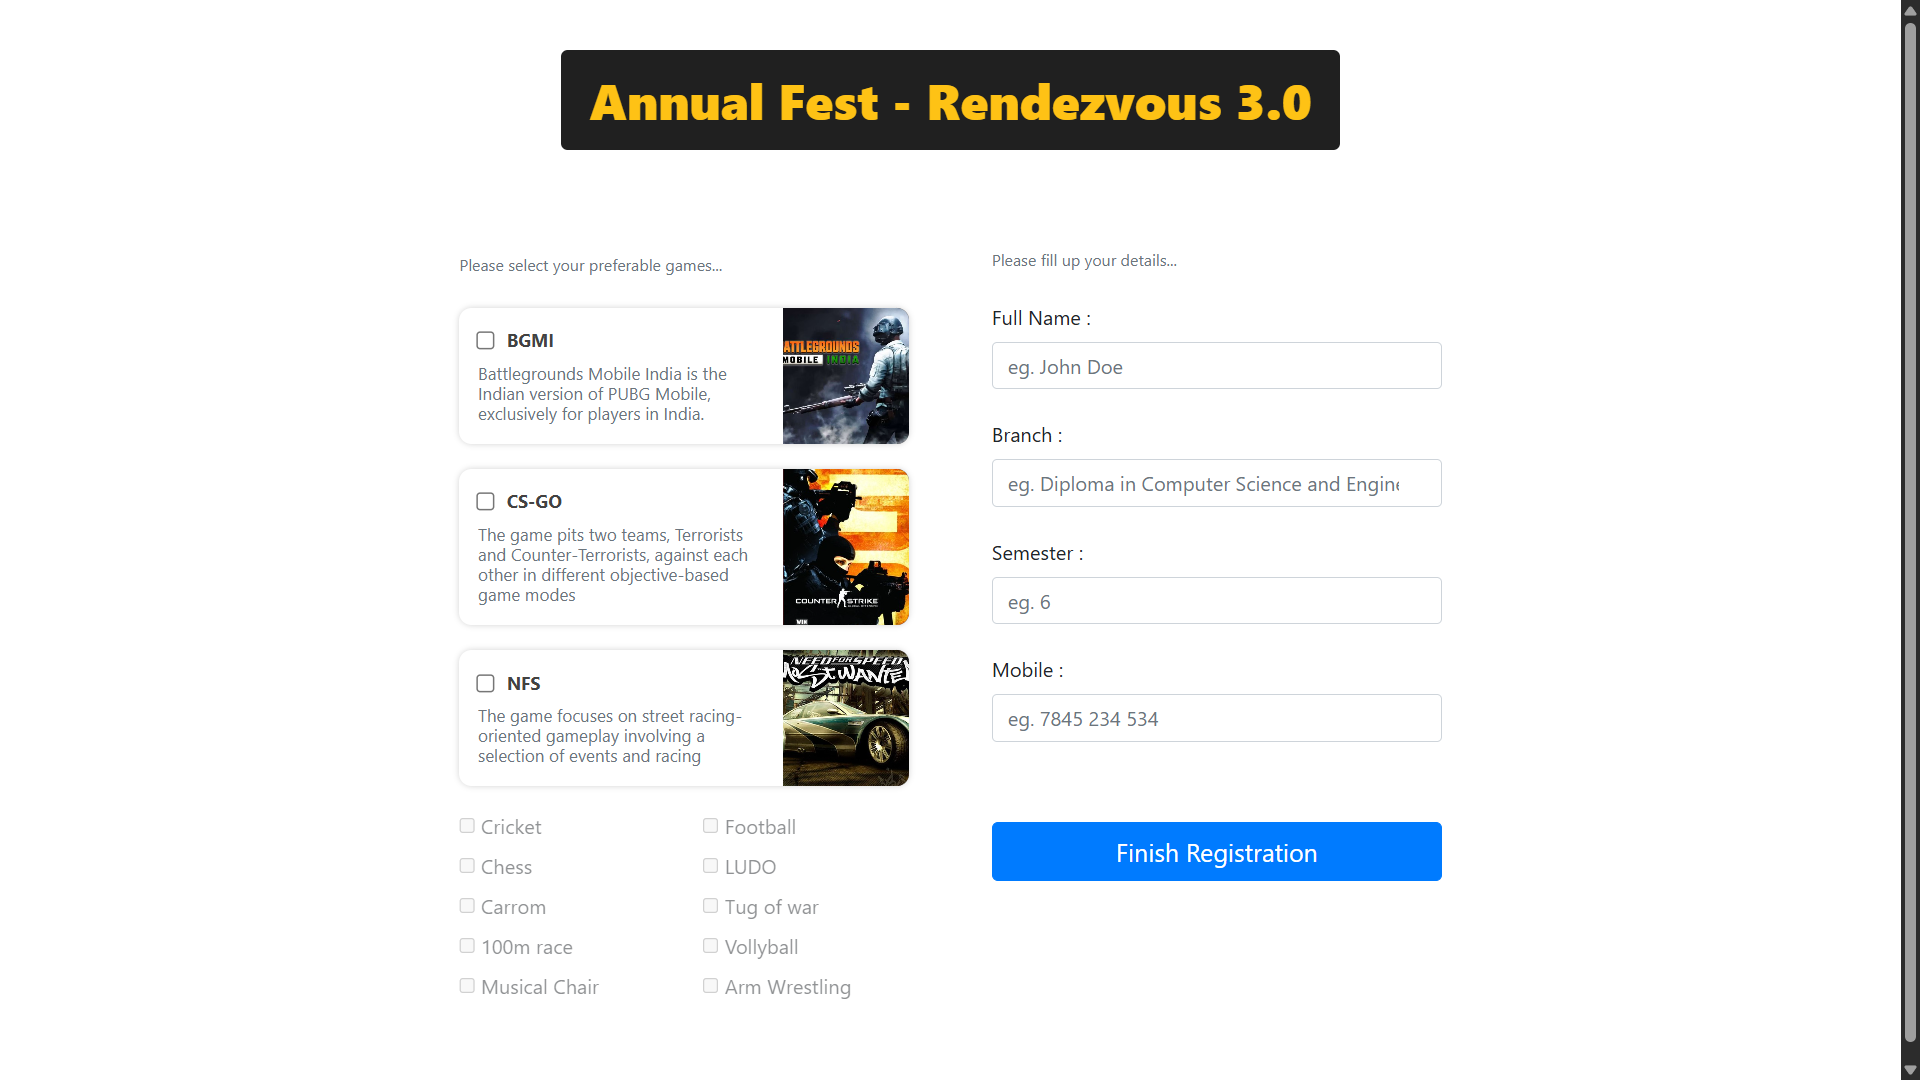 Annual Fest - Rendezvous 3.0
Please select your preferable games...
BGMI
Battlegrounds Mobile India is the
Indian version of PUBG Mobile,
exclusively for players in India.
ATTLEGROUNDS
MOBILE INDIA
CS-GO
The game pits two teams, Terrorists
and Counter-Terrorists, against each
other in different objective-based
game modes
COUNTER STRIKE
WIN
NFS
The game focuses on street racing-
oriented gameplay involving a
selection of events and racing
NEED FOR SPEED
MOST WANTED
Cricket
Football
Chess
LUDO
Carrom
Tug of war
100m race
Vollyball
Musical Chair
Arm Wrestling
Please fill up your details...
Full Name :
eg. John Doe
Branch :
eg. Diploma in Computer Science and Engine
Semester :
eg. 6
Mobile :
eg. 7845 234 534
Finish Registration